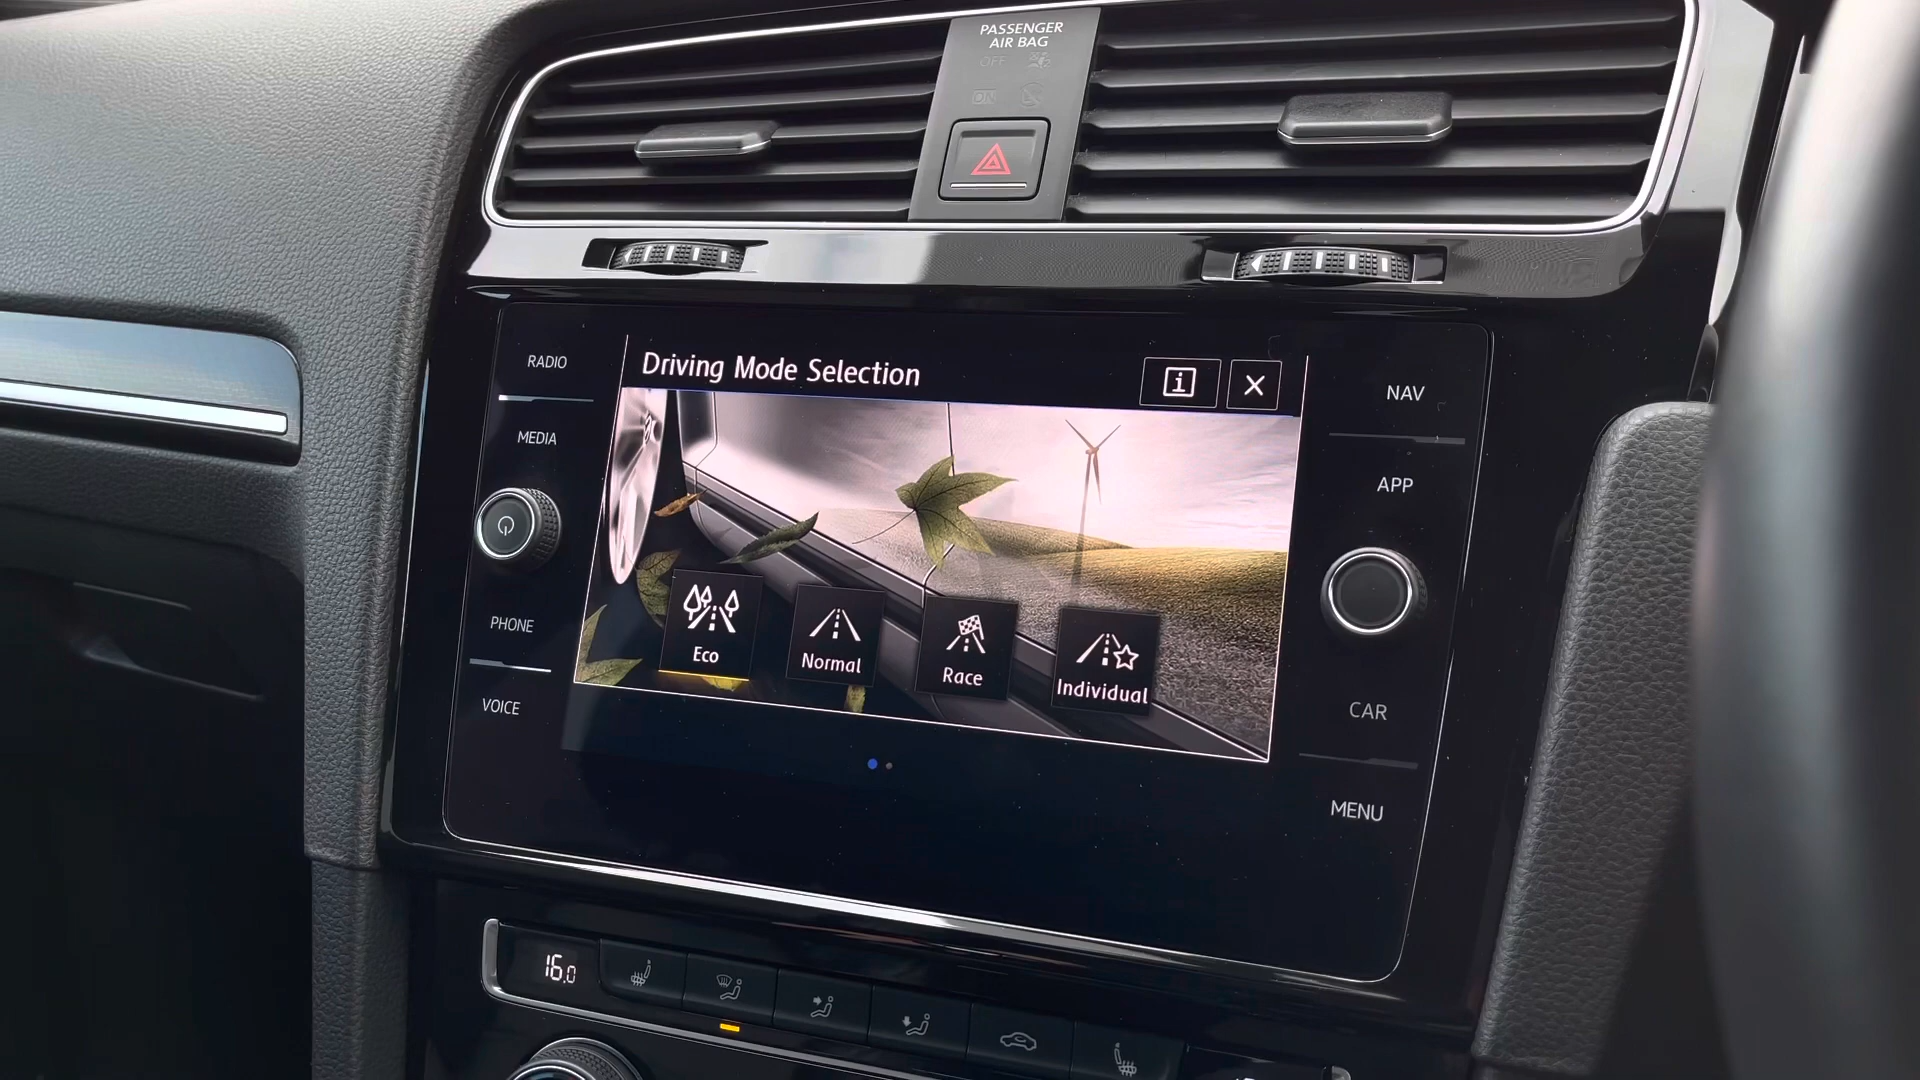 PASSENGER
AIR BAG
OFF
ON
RADIO
MEDIA
PHONE
VOICE
Driving Mode Selection
i
Eco
Normal
Race
Individual
NAV
APP
CAR
MENU
16.0